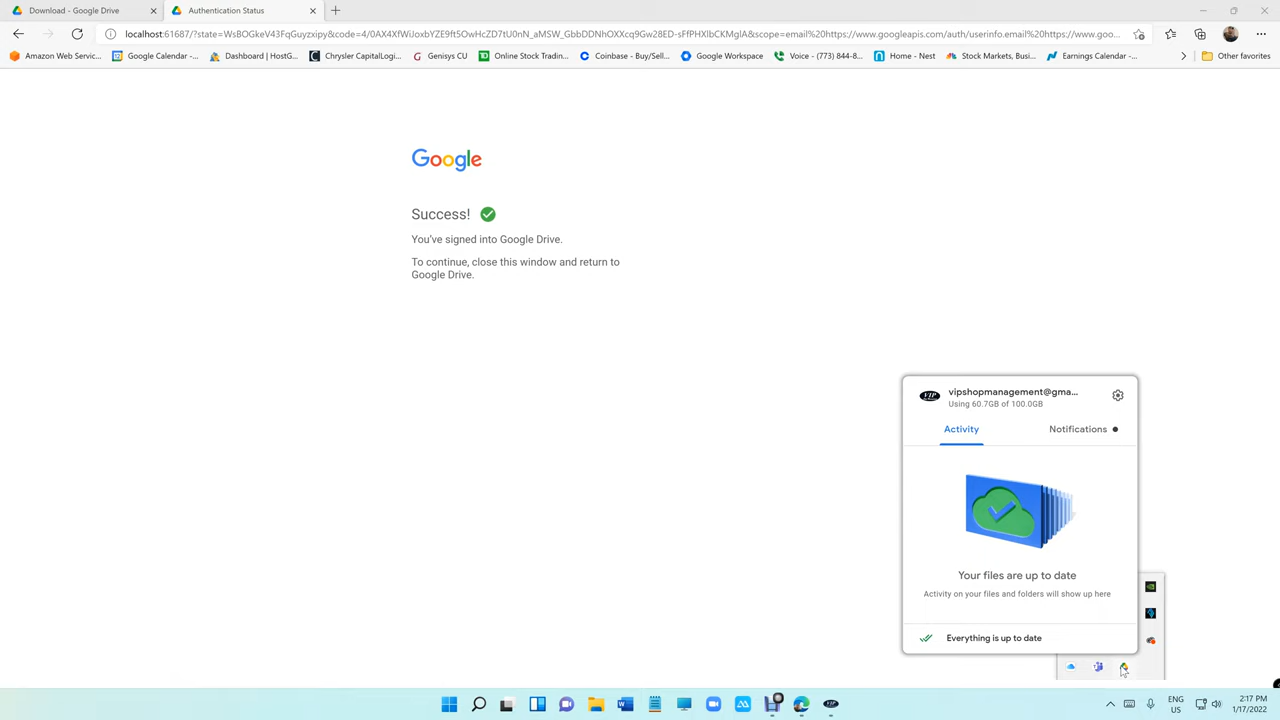 Download - Google Drive
Authentication Status
localhost:61687/?state=WsBOGkeV43FqGuyzxipy&code=4/0AX4XfWiJoxbYZE9ft5OwHcZD7tU0nN_aMSW_GbbDDNhOXXcq9Gw28ED-sFfPHXlbCKMglA&scope=email%20https://www.googleapis.com/auth/userinfo.email%20https://www.goo...
Amazon Web Servic... Google Calendar -... Dashboard | HostG... Chrysler CapitalLogi... Genisys CU Online Stock Tradin... Coinbase - Buy/Sell... Google Workspace Voice - (773) 844-8... Home - Nest Stock Markets, Busi... Earnings Calendar -... Other favorites
Google
Success!
You've signed into Google Drive.
To continue, close this window and return to
Google Drive.
vipshopmanagement@gma...
Using 60.7GB of 100.0GB
Activity Notifications
Your files are up to date
Activity on your files and folders will show up here
Everything is up to date
ENG
US
2:17 PM
1/17/2022